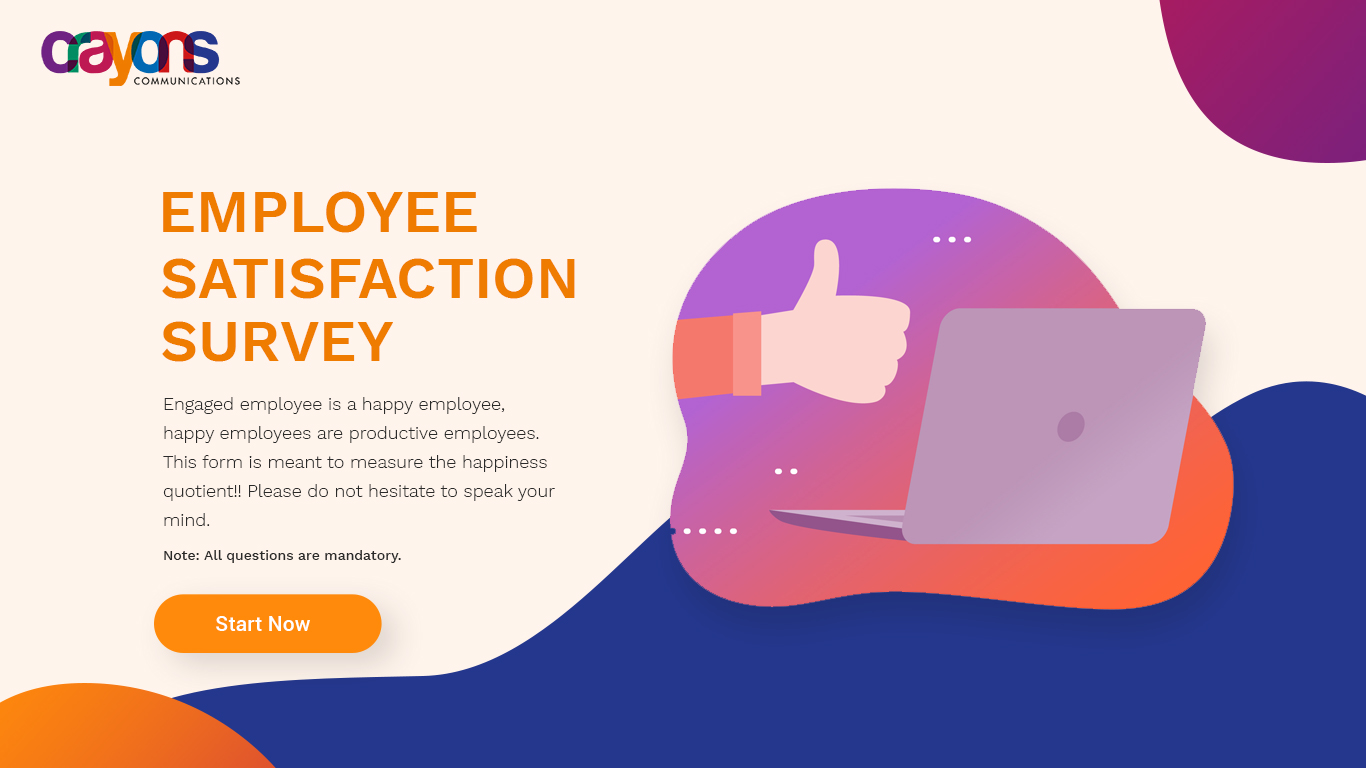 crayons
COMMUNICATIONS
EMPLOYEE
SATISFACTION
SURVEY
Engaged employee is a happy employee,
happy employees are productive employees.
This form is meant to measure the happiness
quotient!! Please do not hesitate to speak your
mind.
Note: All questions are mandatory.
Start Now